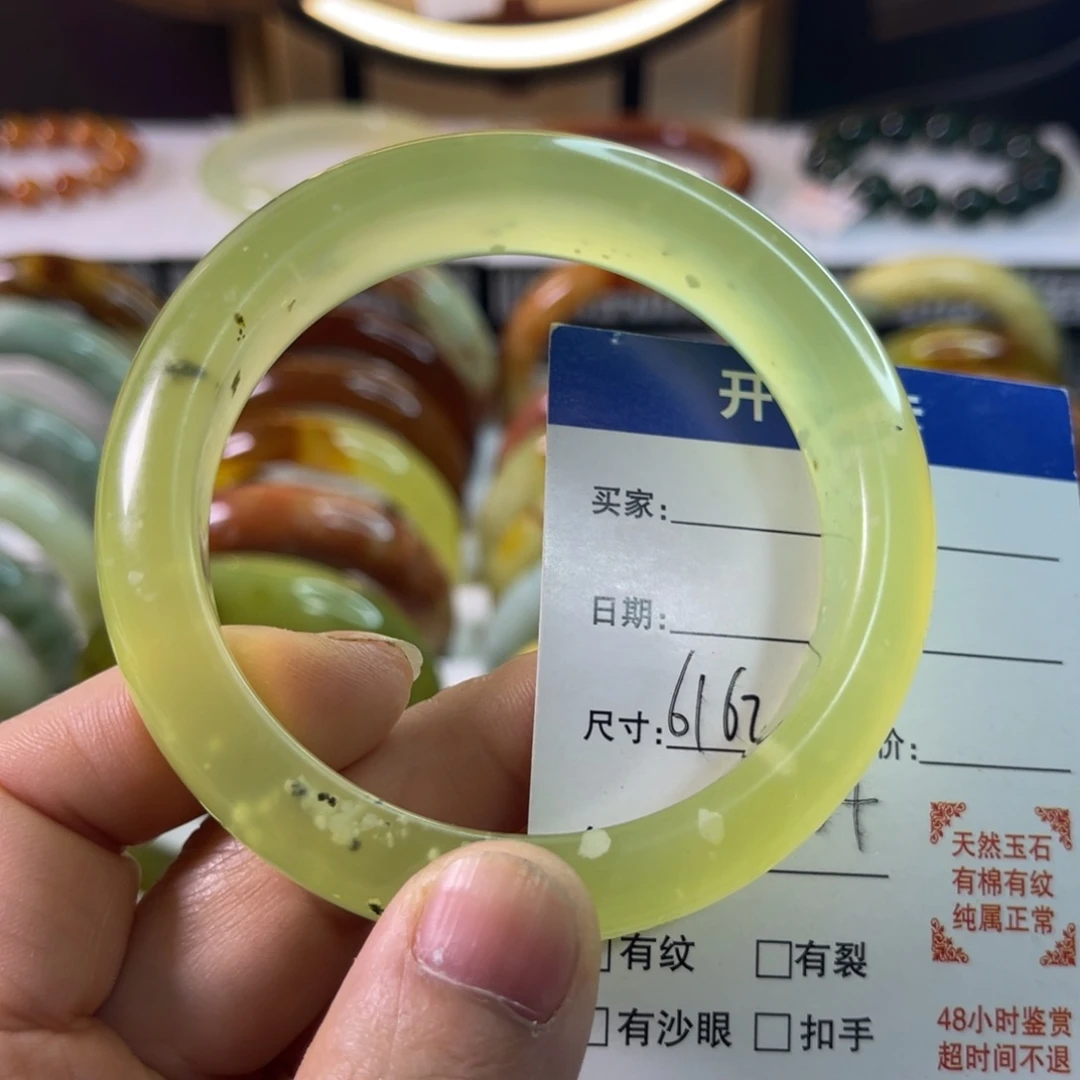 开
买家:
日期:
尺寸: 6162
价:
天然玉石
有棉有纹
纯属正常
□有纹 □有裂
□有沙眼 □扣手
48小时鉴赏
超时间不退